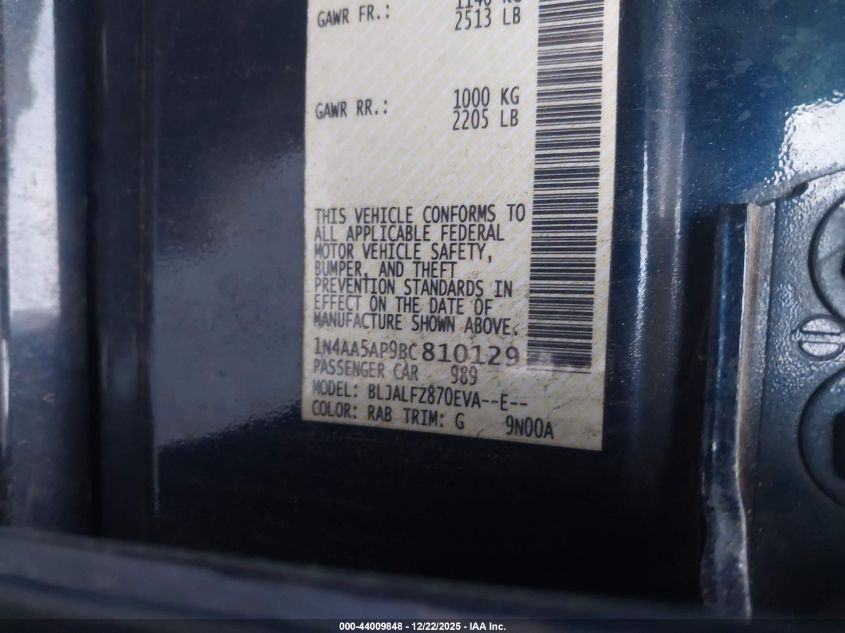 GAWR FR.: 1140 KG
2513 LB
GAWR RR.: 1000 KG
2205 LB
THIS VEHICLE CONFORMS TO
ALL APPLICABLE FEDERAL
MOTOR VEHICLE SAFETY,
BUMPER, AND THEFT
PREVENTION STANDARDS IN
EFFECT ON THE DATE OF
MANUFACTURE SHOWN ABOVE.
1N4AA5AP9BC810129
PASSENGER CAR 989
MODEL: BLJALFZ870EVA--E--
COLOR: RAB TRIM: G 9N00A
000-44009848 - 12/22/2025 - IAA Inc.